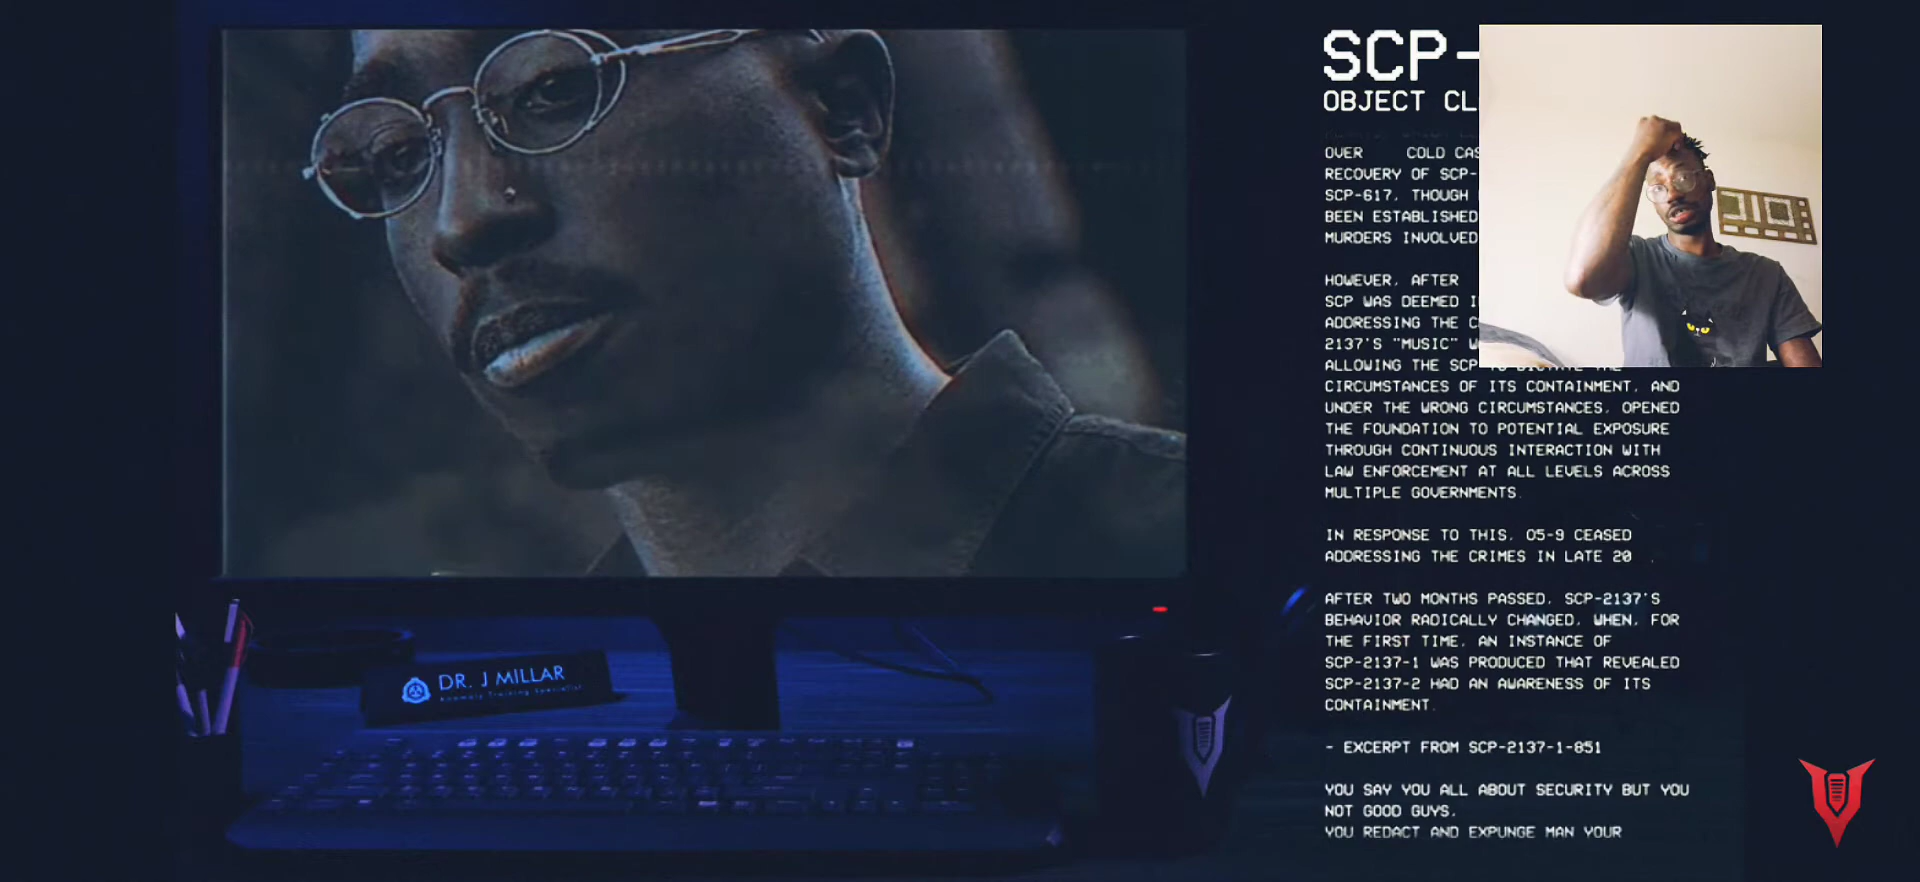 SCP-
OBJECT CL
OVER COLD CAS
RECOVERY OF SCP-
SCP-617, THOUGH
BEEN ESTABLISHED
MURDERS INVOLVED
HOWEVER, AFTER
SCP WAS DEEMED I
ADDRESSING THE C
2137'S "MUSIC" W
ALLOWING THE SCP TO DICTATE THE
CIRCUMSTANCES OF ITS CONTAINMENT, AND
UNDER THE WRONG CIRCUMSTANCES, OPENED
THE FOUNDATION TO POTENTIAL EXPOSURE
THROUGH CONTINUOUS INTERACTION WITH
LAW ENFORCEMENT AT ALL LEVELS ACROSS
MULTIPLE GOVERNMENTS.
IN RESPONSE TO THIS, O5-9 CEASED
ADDRESSING THE CRIMES IN LATE 20 .
AFTER TWO MONTHS PASSED, SCP-2137'S
BEHAVIOR RADICALLY CHANGED, WHEN, FOR
THE FIRST TIME, AN INSTANCE OF
SCP-2137-1 WAS PRODUCED THAT REVEALED
SCP-2137-2 HAD AN AWARENESS OF ITS
CONTAINMENT.
- EXCERPT FROM SCP-2137-1-851
YOU SAY YOU ALL ABOUT SECURITY BUT YOU
NOT GOOD GUYS,
YOU REDACT AND EXPUNGE MAN YOUR
DR. J MILLAR
Anomaly Training Specialist